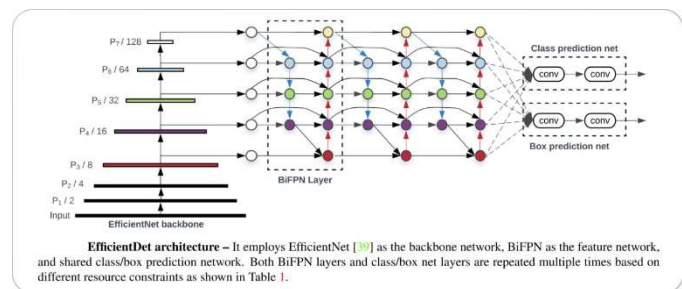 P7 / 128
P6 / 64
P5 / 32
P4 / 16
P3 / 8
P2 / 4
P1 / 2
Input
EfficientNet backbone
BiFPN Layer
Class prediction net
conv
conv
conv
conv
Box prediction net
EfficientDet architecture – It employs EfficientNet [39] as the backbone network, BiFPN as the feature network,
and shared class/box prediction network. Both BiFPN layers and class/box net layers are repeated multiple times based on
different resource constraints as shown in Table 1.